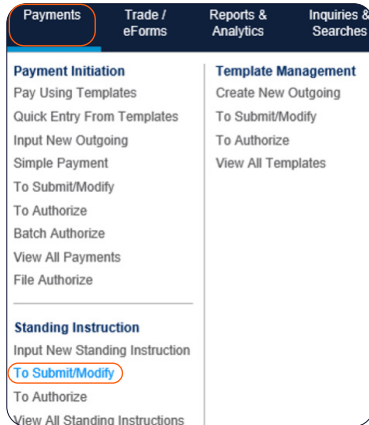 Payments
Trade /
eForms
Reports &
Analytics
Inquiries &
Searches
Payment Initiation
Pay Using Templates
Quick Entry From Templates
Input New Outgoing
Simple Payment
To Submit/Modify
To Authorize
Batch Authorize
View All Payments
File Authorize
Standing Instruction
Input New Standing Instruction
To Submit/Modify
To Authorize
View All Standing Instructions
Template Management
Create New Outgoing
To Submit/Modify
To Authorize
View All Templates